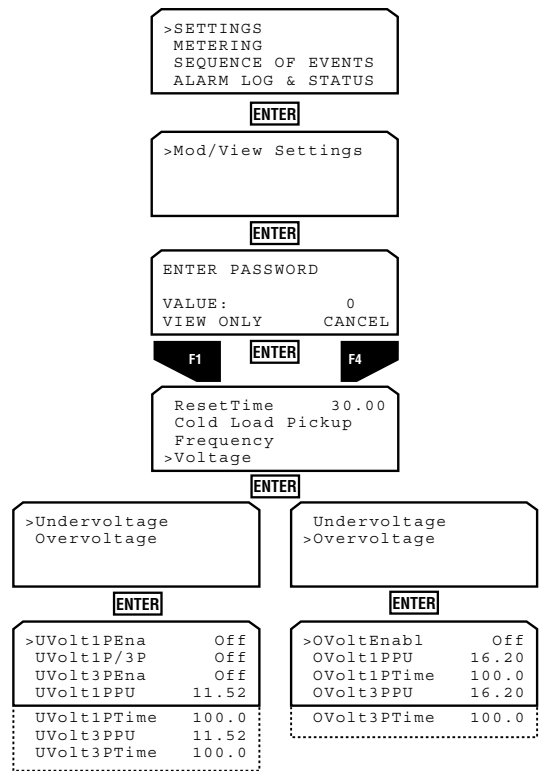 >SETTINGS
METERING
SEQUENCE OF EVENTS
ALARM LOG & STATUS
ENTER
>Mod/View Settings
ENTER
ENTER PASSWORD
VALUE: 0
VIEW ONLY CANCEL
F1 ENTER F4
ResetTime 30.00
Cold Load Pickup
Frequency
>Voltage
ENTER
>Undervoltage
Overvoltage
ENTER
>UVolt1PEna Off
UVolt1P/3P Off
UVolt3PEna Off
UVolt1PPU 11.52
UVolt1PTime 100.0
UVolt3PPU 11.52
UVolt3PTime 100.0
Undervoltage
>Overvoltage
ENTER
>OVoltEnabl Off
OVolt1PPU 16.20
OVolt1PTime 100.0
OVolt3PPU 16.20
OVolt3PTime 100.0